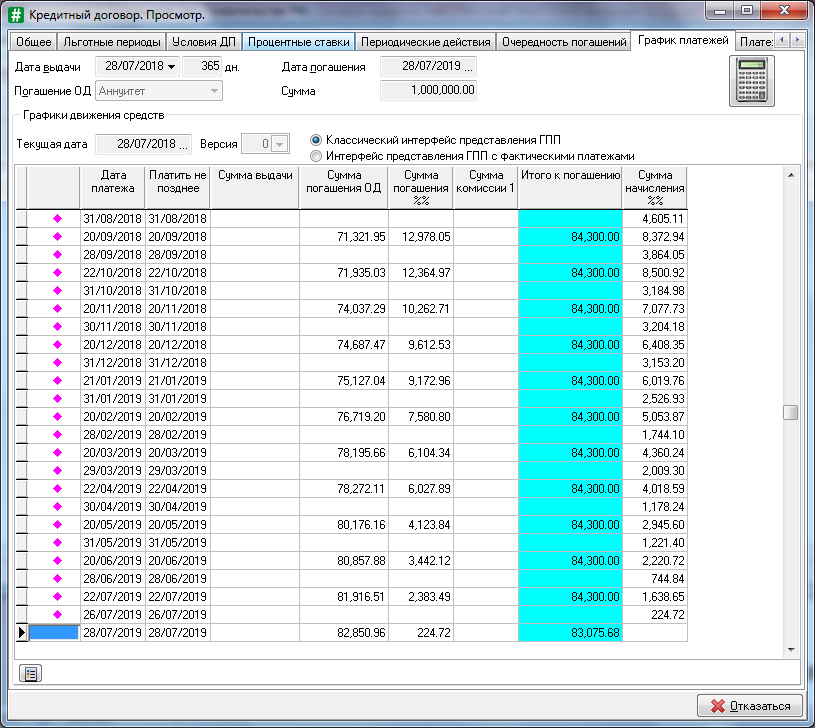 Кредитный договор. Просмотр.
Общее Льготные периоды Условия ДП Процентные ставки Периодические действия Очередность погашений График платежей Плате
Дата выдачи 28/07/2018 365 дн. Дата погашения 28/07/2019 ...
Погашение ОД Аннуитет Сумма 1,000,000.00
Графики движения средств
Текущая дата 28/07/2018 ... Версия 0 Классический интерфейс представления ГПП
Интерфейс представления ГПП с фактическими платежами
Дата платежа Платить не позднее Сумма выдачи Сумма погашения ОД Сумма погашения %% Сумма комиссии 1 Итого к погашению Сумма начисления %%
31/08/2018 31/08/2018 4,605.11
20/09/2018 20/09/2018 71,321.95 12,978.05 84,300.00 8,372.94
28/09/2018 28/09/2018 3,864.05
22/10/2018 22/10/2018 71,935.03 12,364.97 84,300.00 8,500.92
31/10/2018 31/10/2018 3,184.98
20/11/2018 20/11/2018 74,037.29 10,262.71 84,300.00 7,077.73
30/11/2018 30/11/2018 3,204.18
20/12/2018 20/12/2018 74,687.47 9,612.53 84,300.00 6,408.35
31/12/2018 31/12/2018 3,153.20
21/01/2019 21/01/2019 75,127.04 9,172.96 84,300.00 6,019.76
31/01/2019 31/01/2019 2,526.93
20/02/2019 20/02/2019 76,719.20 7,580.80 84,300.00 5,053.87
28/02/2019 28/02/2019 1,744.10
20/03/2019 20/03/2019 78,195.66 6,104.34 84,300.00 4,360.24
29/03/2019 29/03/2019 2,009.30
22/04/2019 22/04/2019 78,272.11 6,027.89 84,300.00 4,018.59
30/04/2019 30/04/2019 1,178.24
20/05/2019 20/05/2019 80,176.16 4,123.84 84,300.00 2,945.60
31/05/2019 31/05/2019 1,221.40
20/06/2019 20/06/2019 80,857.88 3,442.12 84,300.00 2,220.72
28/06/2019 28/06/2019 744.84
22/07/2019 22/07/2019 81,916.51 2,383.49 84,300.00 1,638.65
26/07/2019 26/07/2019 224.72
28/07/2019 28/07/2019 82,850.96 224.72 83,075.68
Отказаться